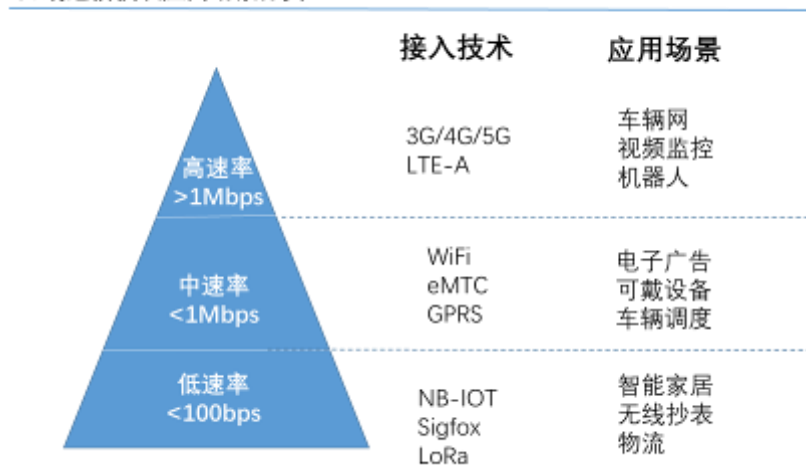 接入技术 应用场景
高速率
>1Mbps
3G/4G/5G
LTE-A
车辆网
视频监控
机器人
中速率
<1Mbps
WiFi
eMTC
GPRS
电子广告
可戴设备
车辆调度
低速率
<100bps
NB-IOT
Sigfox
LoRa
智能家居
无线抄表
物流